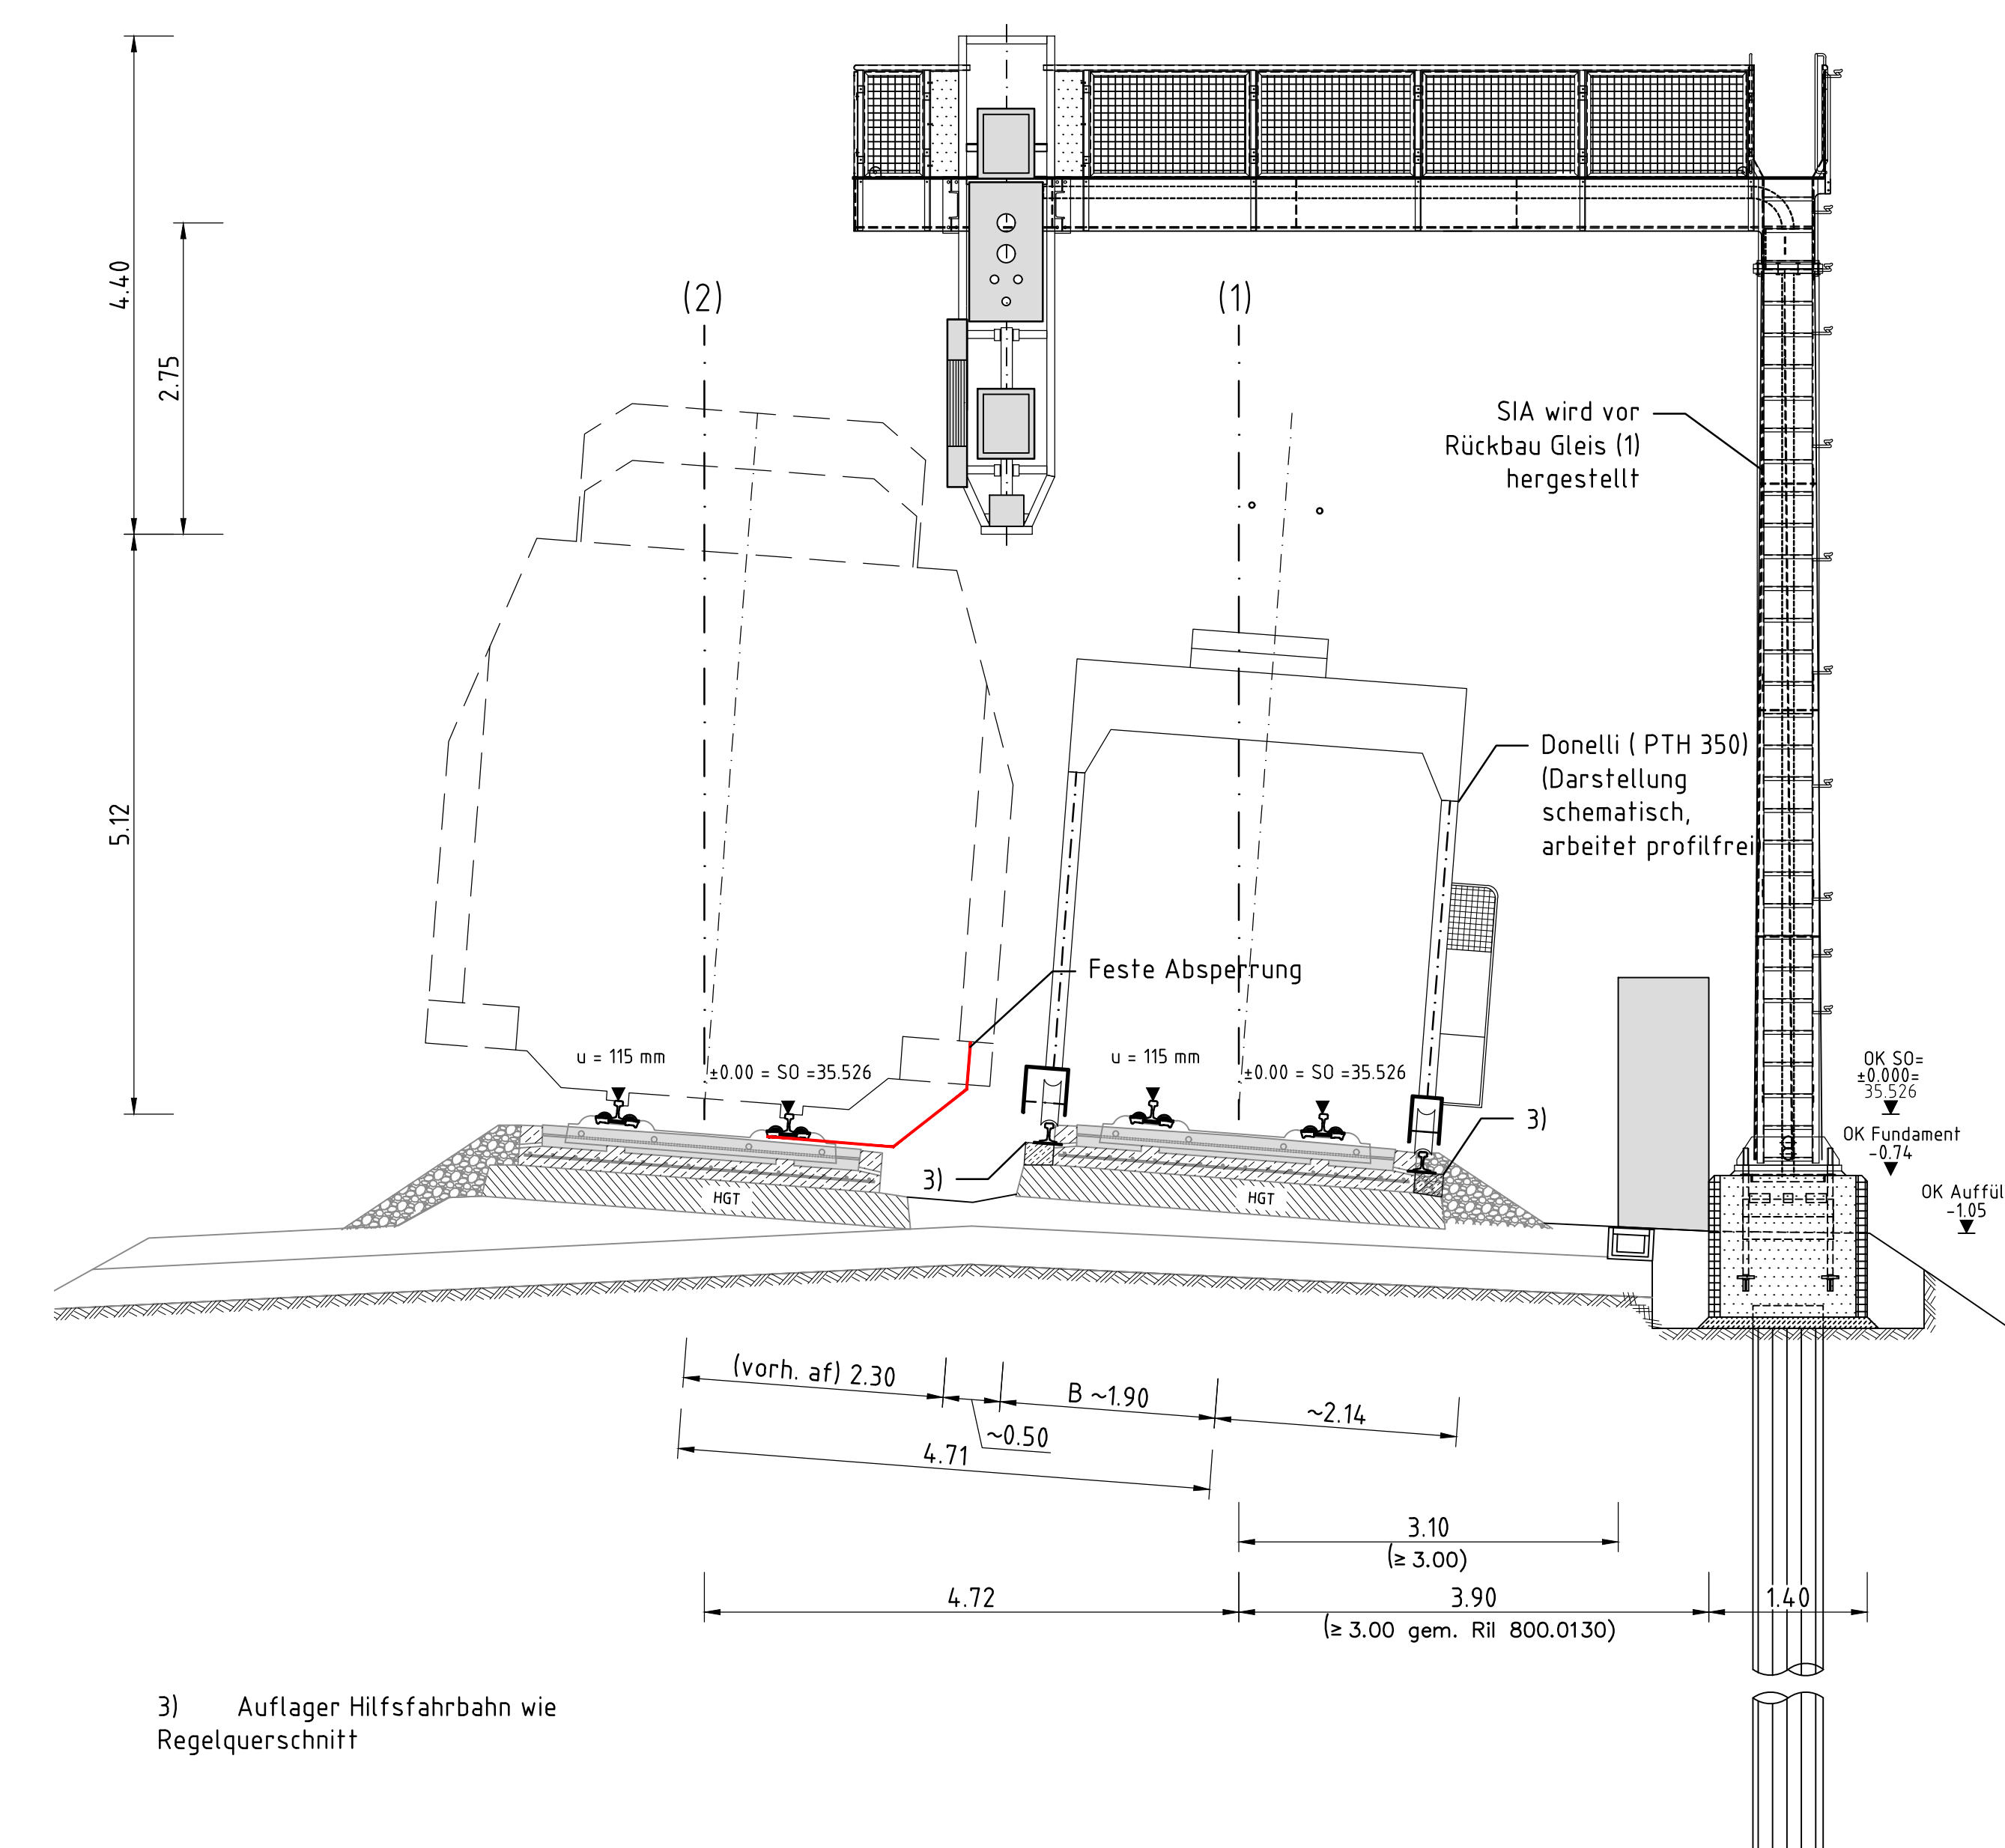 4.40
2.75
(2)
(1)
SIA wird vor
Rückbau Gleis (1)
hergestellt
Donelli ( PTH 350)
(Darstellung
schematisch,
arbeitet profilfrei)
5.12
Feste Absperrung
u = 115 mm
±0.00 = SO =35.526
u = 115 mm
±0.00 = SO =35.526
OK SO=
±0.000=
35.526
3)
OK Fundament
-0.74
3)
HGT
HGT
OK Auffül
-1.05
(vorh. af) 2.30
B ~1.90
~2.14
~0.50
4.71
3.10
(≥ 3.00)
4.72
3.90
1.40
(≥ 3.00 gem. Ril 800.0130)
3) Auflager Hilfsfahrbahn wie
Regelquerschnitt